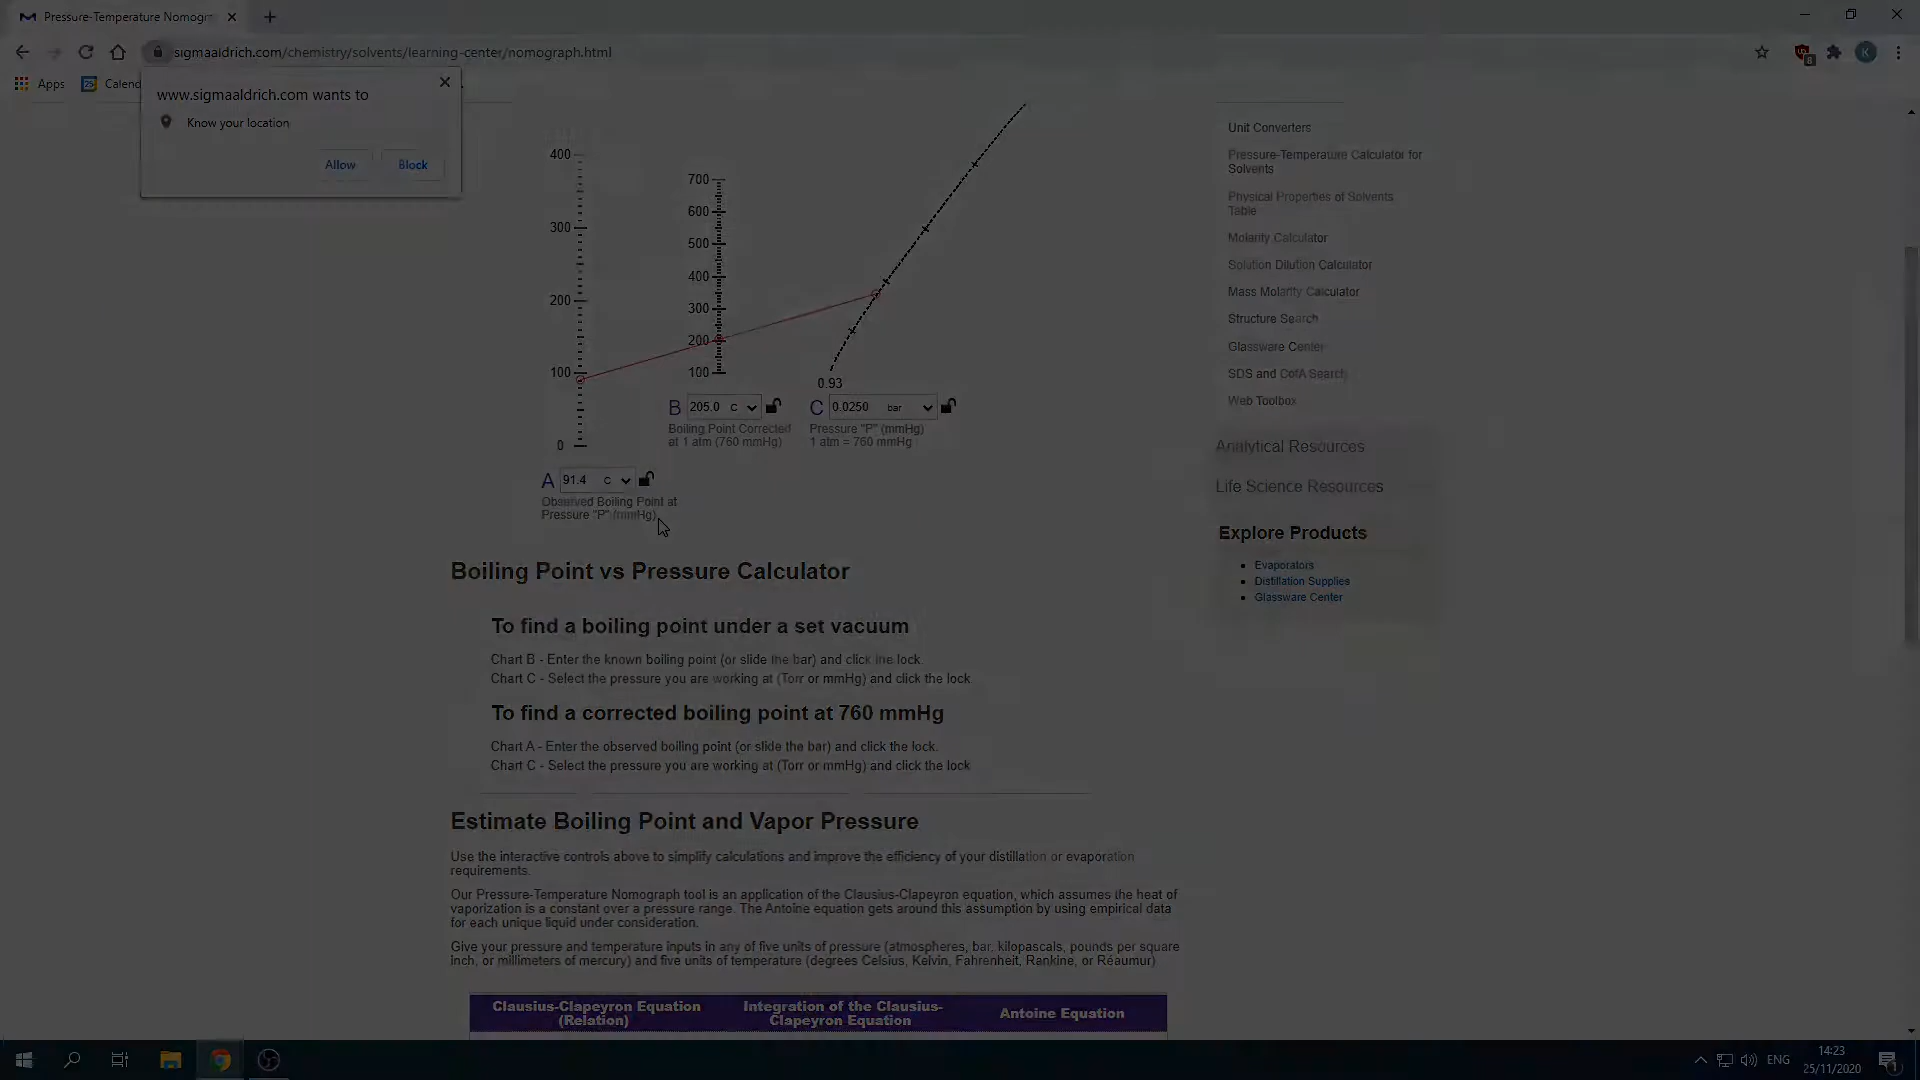 Pressure-Temperature Nomogr
sigmaaldrich.com/chemistry/solvents/learning-center/nomograph.html
K
8
Apps
Calend
www.sigmaaldrich.com wants to
Know your location
Allow
Block
400
300
200
100
0
700
600
500
400
300
200
100
0.93
B 205.0 C
Boiling Point Corrected
at 1 atm (760 mmHg)
C 0.0250 bar
Pressure "P" (mmHg)
1 atm = 760 mmHg
A 91.4 C
Observed Boiling Point at
Pressure "P" (mmHg)
Unit Converters
Pressure-Temperature Calculator for
Solvents
Physical Properties of Solvents
Table
Molarity Calculator
Solution Dilution Calculator
Mass Molarity Calculator
Structure Search
Glassware Center
SDS and CofA Search
Web Toolbox
Analytical Resources
Life Science Resources
Explore Products
Evaporators
Distillation Supplies
Glassware Center
Boiling Point vs Pressure Calculator
To find a boiling point under a set vacuum
Chart B - Enter the known boiling point (or slide the bar) and click the lock.
Chart C - Select the pressure you are working at (Torr or mmHg) and click the lock
To find a corrected boiling point at 760 mmHg
Chart A - Enter the observed boiling point (or slide the bar) and click the lock.
Chart C - Select the pressure you are working at (Torr or mmHg) and click the lock
Estimate Boiling Point and Vapor Pressure
Use the interactive controls above to simplify calculations and improve the efficiency of your distillation or evaporation
requirements.
Our Pressure-Temperature Nomograph tool is an application of the Clausius-Clapeyron equation, which assumes the heat of
vaporization is a constant over a pressure range. The Antoine equation gets around this assumption by using empirical data
for each unique liquid under consideration.
Give your pressure and temperature inputs in any of five units of pressure (atmospheres, bar, kilopascals, pounds per square
inch, or millimeters of mercury) and five units of temperature (degrees Celsius, Kelvin, Fahrenheit, Rankine, or Réaumur)
Clausius-Clapeyron Equation
(Relation)
Integration of the Clausius-
Clapeyron Equation
Antoine Equation
ENG
14:23
25/11/2020
1